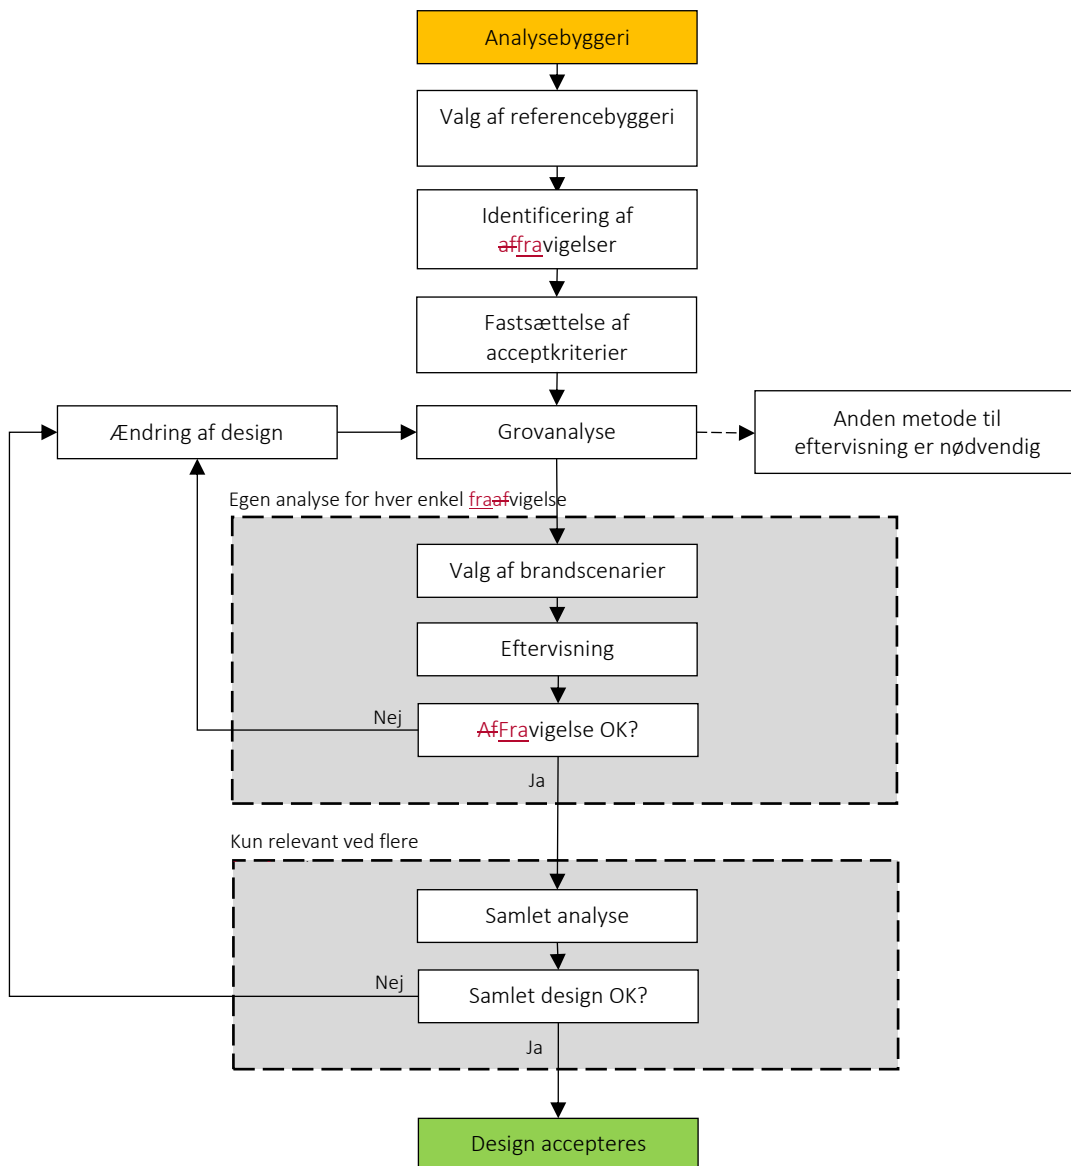 Analysebyggeri
Valg af referencebyggeri
Identificering af
affravigelser
Fastsættelse af
acceptkriterier
Ændring af design
Grovanalyse
Anden metode til
eftervisning er nødvendig
Egen analyse for hver enkel fraafvigelse
Valg af brandscenarier
Eftervisning
Nej
AfFravigelse OK?
Ja
Kun relevant ved flere
Samlet analyse
Nej
Samlet design OK?
Ja
Design accepteres